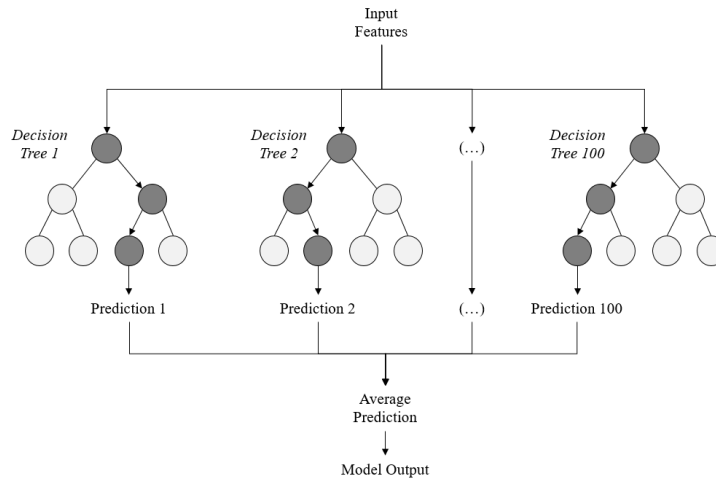 Input
Features
Decision
Tree 1
Decision
Tree 2
(…)
Decision
Tree 100
Prediction 1
Prediction 2
(…)
Prediction 100
Average
Prediction
Model Output